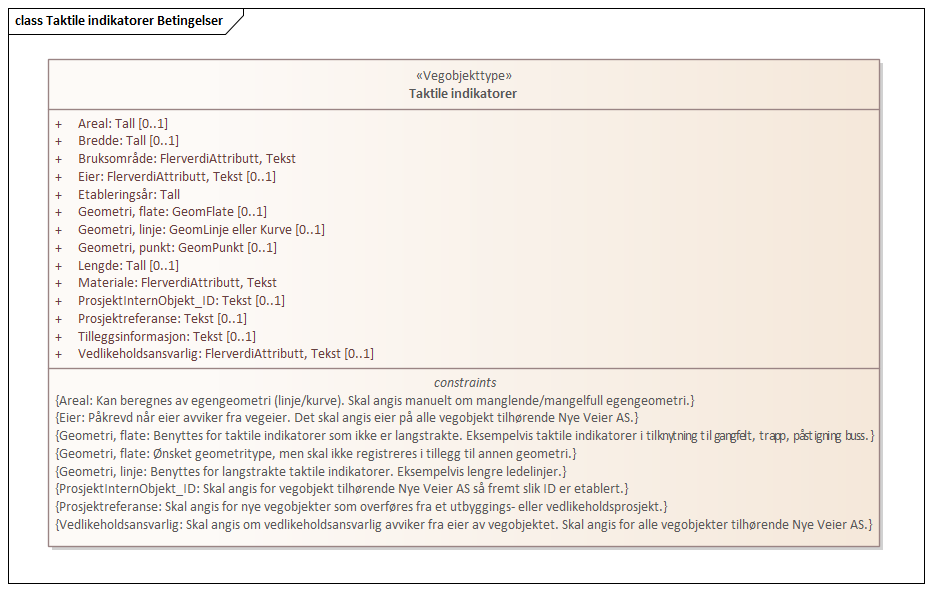 class Taktile indikatorer Betingelser
«Vegobjekttype»
Taktile indikatorer
+ Areal: Tall [0..1]
+ Bredde: Tall [0..1]
+ Bruksområde: FlerverdiAttributt, Tekst
+ Eier: FlerverdiAttributt, Tekst [0..1]
+ Etableringsår: Tall
+ Geometri, flate: GeomFlate [0..1]
+ Geometri, linje: GeomLinje eller Kurve [0..1]
+ Geometri, punkt: GeomPunkt [0..1]
+ Lengde: Tall [0..1]
+ Materiale: FlerverdiAttributt, Tekst
+ ProsjektInternObjekt_ID: Tekst [0..1]
+ Prosjektreferanse: Tekst [0..1]
+ Tilleggsinformasjon: Tekst [0..1]
+ Vedlikeholdsansvarlig: FlerverdiAttributt, Tekst [0..1]
constraints
{Areal: Kan beregnes av egengeometri (linje/kurve). Skal angis manuelt om manglende/mangelfull egengeometri.}
{Eier: Påkrevd når eier avviker fra vegeier. Det skal angis eier på alle vegobjekt tilhørende Nye Veier AS.}
{Geometri, flate: Benyttes for taktile indikatorer som ikke er langstrakte. Eksempelvis taktile indikatorer i tilknytning til gangfelt, trapp, påstigning buss.}
{Geometri, flate: Ønsket geometritype, men skal ikke registreres i tillegg til annen geometri.}
{Geometri, linje: Benyttes for langstrakte taktile indikatorer. Eksempelvis lengre ledelinjer.}
{ProsjektInternObjekt_ID: Skal angis for vegobjekt tilhørende Nye Veier AS så fremt slik ID er etablert.}
{Prosjektreferanse: Skal angis for nye vegobjekter som overføres fra et utbyggings- eller vedlikeholdsprosjekt.}
{Vedlikeholdsansvarlig: Skal angis om vedlikeholdsansvarlig avviker fra eier av vegobjektet. Skal angis for alle vegobjekter tilhørende Nye Veier AS.}